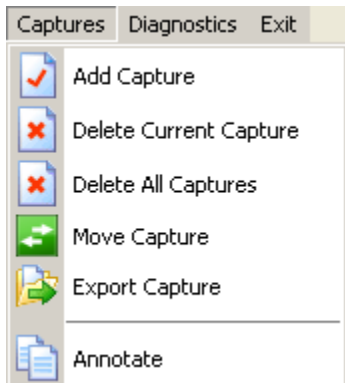 Captures Diagnostics Exit
Add Capture
Delete Current Capture
Delete All Captures
Move Capture
Export Capture
Annotate